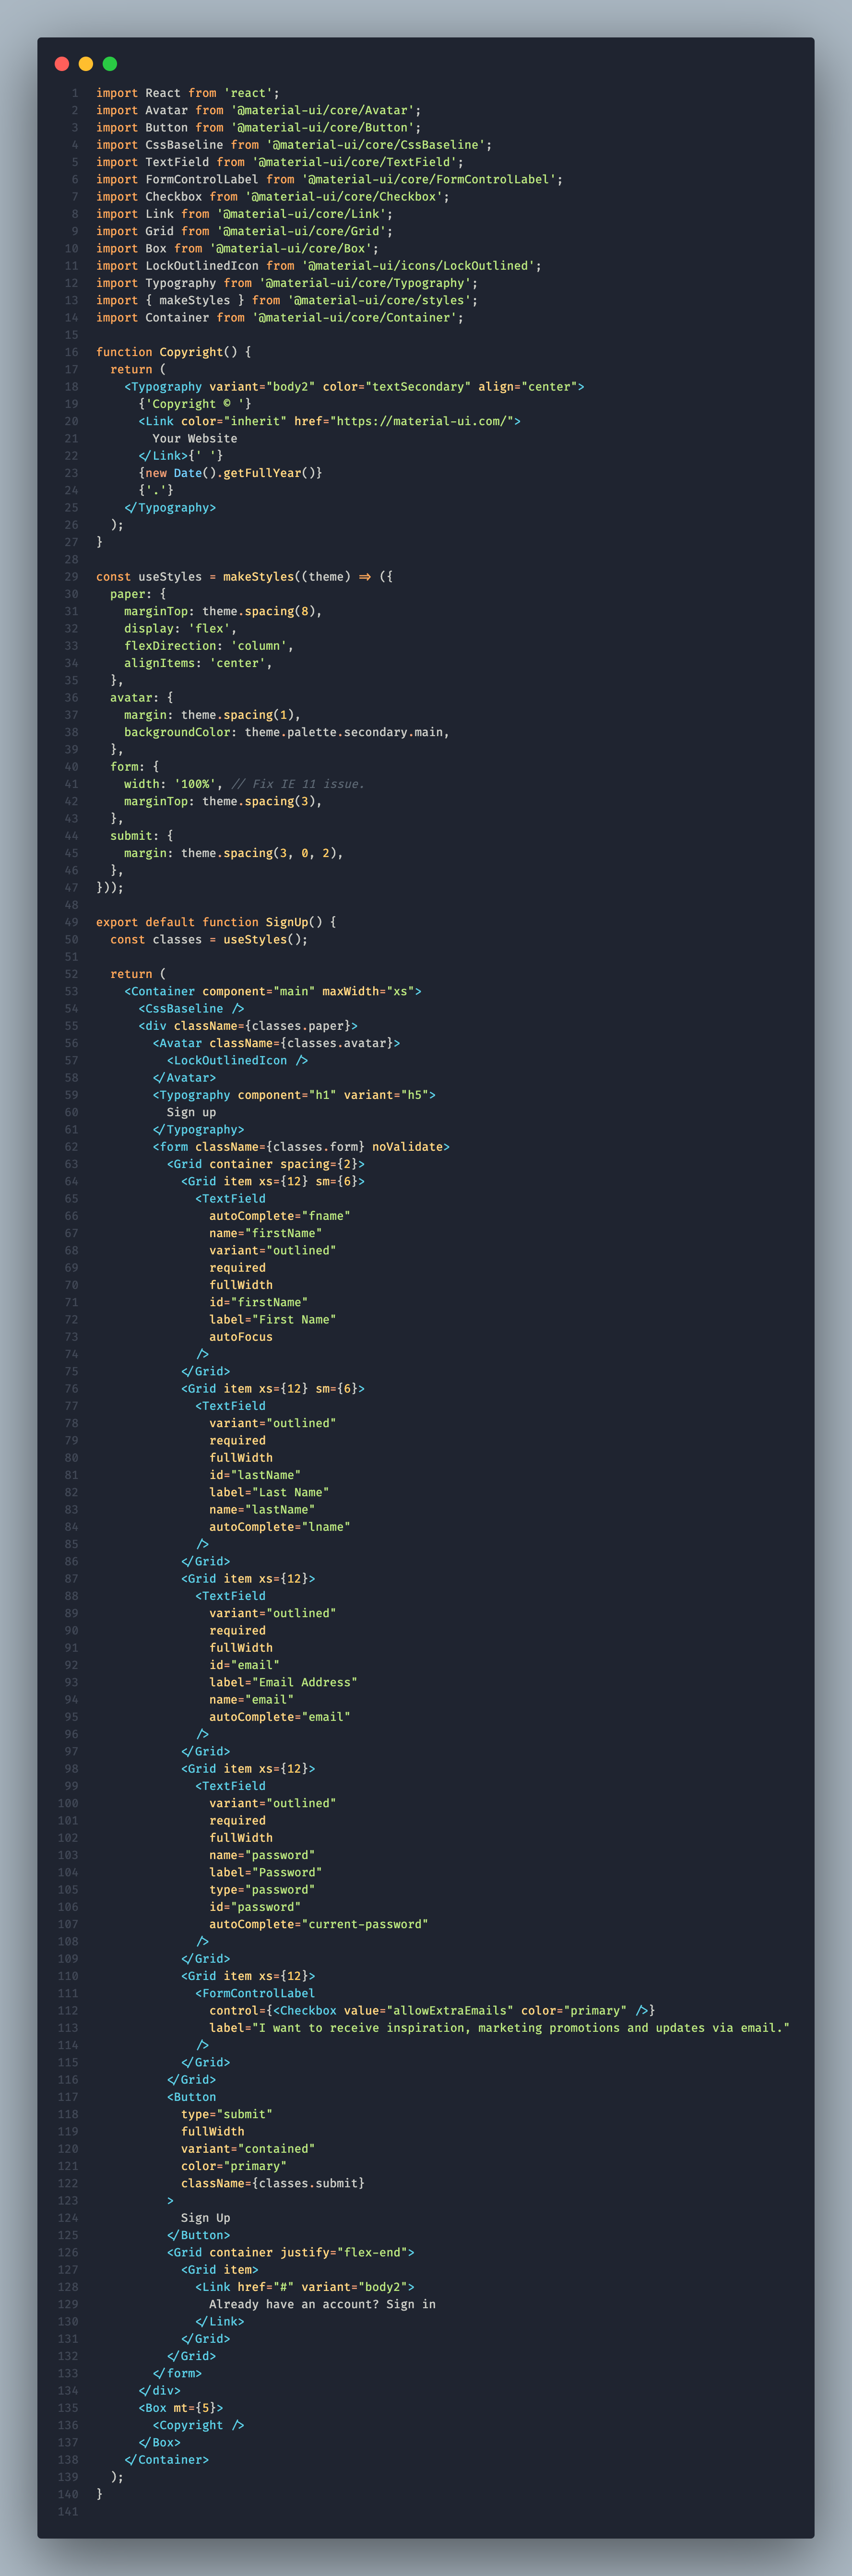 1 import React from 'react';
2 import Avatar from '@material-ui/core/Avatar';
3 import Button from '@material-ui/core/Button';
4 import CssBaseline from '@material-ui/core/CssBaseline';
5 import TextField from '@material-ui/core/TextField';
6 import FormControlLabel from '@material-ui/core/FormControlLabel';
7 import Checkbox from '@material-ui/core/Checkbox';
8 import Link from '@material-ui/core/Link';
9 import Grid from '@material-ui/core/Grid';
10 import Box from '@material-ui/core/Box';
11 import LockOutlinedIcon from '@material-ui/icons/LockOutlined';
12 import Typography from '@material-ui/core/Typography';
13 import { makeStyles } from '@material-ui/core/styles';
14 import Container from '@material-ui/core/Container';
15
16 function Copyright() {
17   return (
18     <Typography variant="body2" color="textSecondary" align="center">
19       {'Copyright © '}
20       <Link color="inherit" href="https://material-ui.com/">
21         Your Website
22       </Link>{' '}
23       {new Date().getFullYear()}
24       {'.'}
25     </Typography>
26   );
27 }
28
29 const useStyles = makeStyles((theme) => ({
30   paper: {
31     marginTop: theme.spacing(8),
32     display: 'flex',
33     flexDirection: 'column',
34     alignItems: 'center',
35   },
36   avatar: {
37     margin: theme.spacing(1),
38     backgroundColor: theme.palette.secondary.main,
39   },
40   form: {
41     width: '100%', // Fix IE 11 issue.
42     marginTop: theme.spacing(3),
43   },
44   submit: {
45     margin: theme.spacing(3, 0, 2),
46   },
47 }));
48
49 export default function SignUp() {
50   const classes = useStyles();
51
52   return (
53     <Container component="main" maxWidth="xs">
54       <CssBaseline />
55       <div className={classes.paper}>
56         <Avatar className={classes.avatar}>
57           <LockOutlinedIcon />
58         </Avatar>
59         <Typography component="h1" variant="h5">
60           Sign up
61         </Typography>
62         <form className={classes.form} noValidate>
63           <Grid container spacing={2}>
64             <Grid item xs={12} sm={6}>
65               <TextField
66                 autoComplete="fname"
67                 name="firstName"
68                 variant="outlined"
69                 required
70                 fullWidth
71                 id="firstName"
72                 label="First Name"
73                 autoFocus
74               />
75             </Grid>
76             <Grid item xs={12} sm={6}>
77               <TextField
78                 variant="outlined"
79                 required
80                 fullWidth
81                 id="lastName"
82                 label="Last Name"
83                 name="lastName"
84                 autoComplete="lname"
85               />
86             </Grid>
87             <Grid item xs={12}>
88               <TextField
89                 variant="outlined"
90                 required
91                 fullWidth
92                 id="email"
93                 label="Email Address"
94                 name="email"
95                 autoComplete="email"
96               />
97             </Grid>
98             <Grid item xs={12}>
99               <TextField
100                 variant="outlined"
101                 required
102                 fullWidth
103                 name="password"
104                 label="Password"
105                 type="password"
106                 id="password"
107                 autoComplete="current-password"
108               />
109             </Grid>
110             <Grid item xs={12}>
111               <FormControlLabel
112                 control={<Checkbox value="allowExtraEmails" color="primary" />}
113                 label="I want to receive inspiration, marketing promotions and updates via email."
114               />
115             </Grid>
116           </Grid>
117           <Button
118             type="submit"
119             fullWidth
120             variant="contained"
121             color="primary"
122             className={classes.submit}
123           >
124             Sign Up
125           </Button>
126           <Grid container justify="flex-end">
127             <Grid item>
128               <Link href="#" variant="body2">
129                 Already have an account? Sign in
130               </Link>
131             </Grid>
132           </Grid>
133         </form>
134       </div>
135       <Box mt={5}>
136         <Copyright />
137       </Box>
138     </Container>
139   );
140 }
141